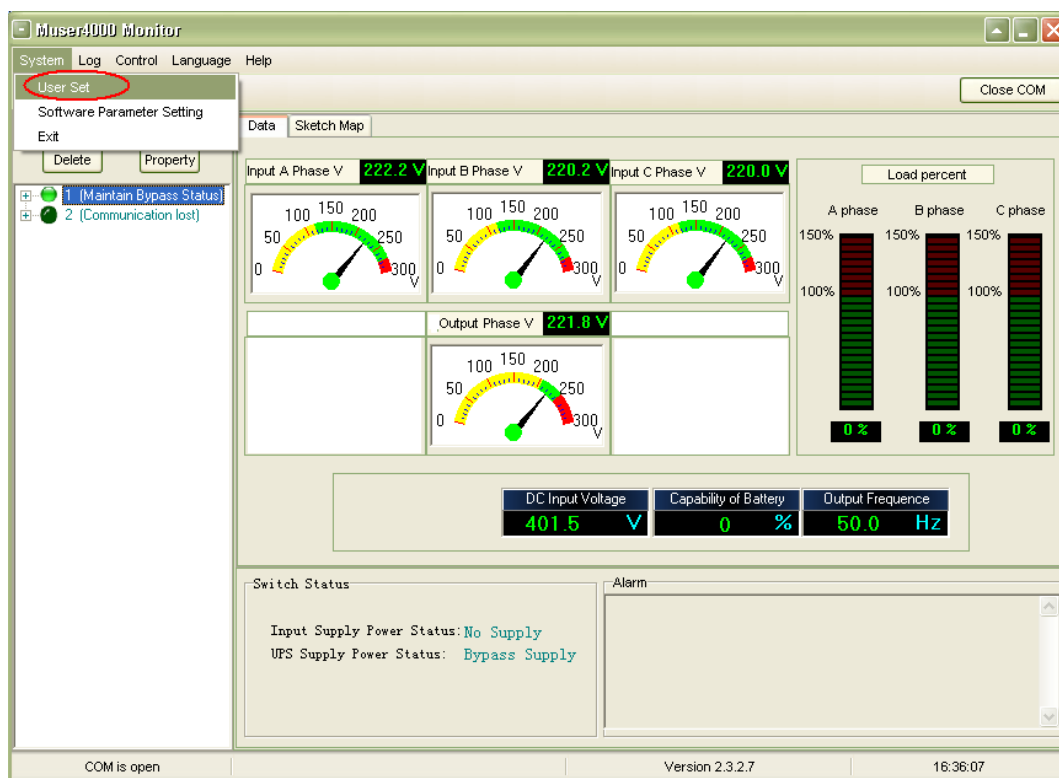 Muser4000 Monitor
System Log Control Language Help
User Set
Software Parameter Setting
Exit
Close COM
Delete Property
1 (Maintain Bypass Status)
2 (Communication lost)
Data Sketch Map
Input A Phase V 222.2 V Input B Phase V 220.2 V Input C Phase V 220.0 V
0 50 100 150 200 250 300 V
0 50 100 150 200 250 300 V
0 50 100 150 200 250 300 V
Output Phase V 221.8 V
0 50 100 150 200 250 300 V
Load percent
A phase B phase C phase
150% 150% 150%
100% 100% 100%
0 % 0 % 0 %
DC Input Voltage Capability of Battery Output Frequence
401.5 V 0 % 50.0 Hz
Switch Status
Input Supply Power Status: No Supply
UPS Supply Power Status: Bypass Supply
Alarm
COM is open Version 2.3.2.7 16:36:07